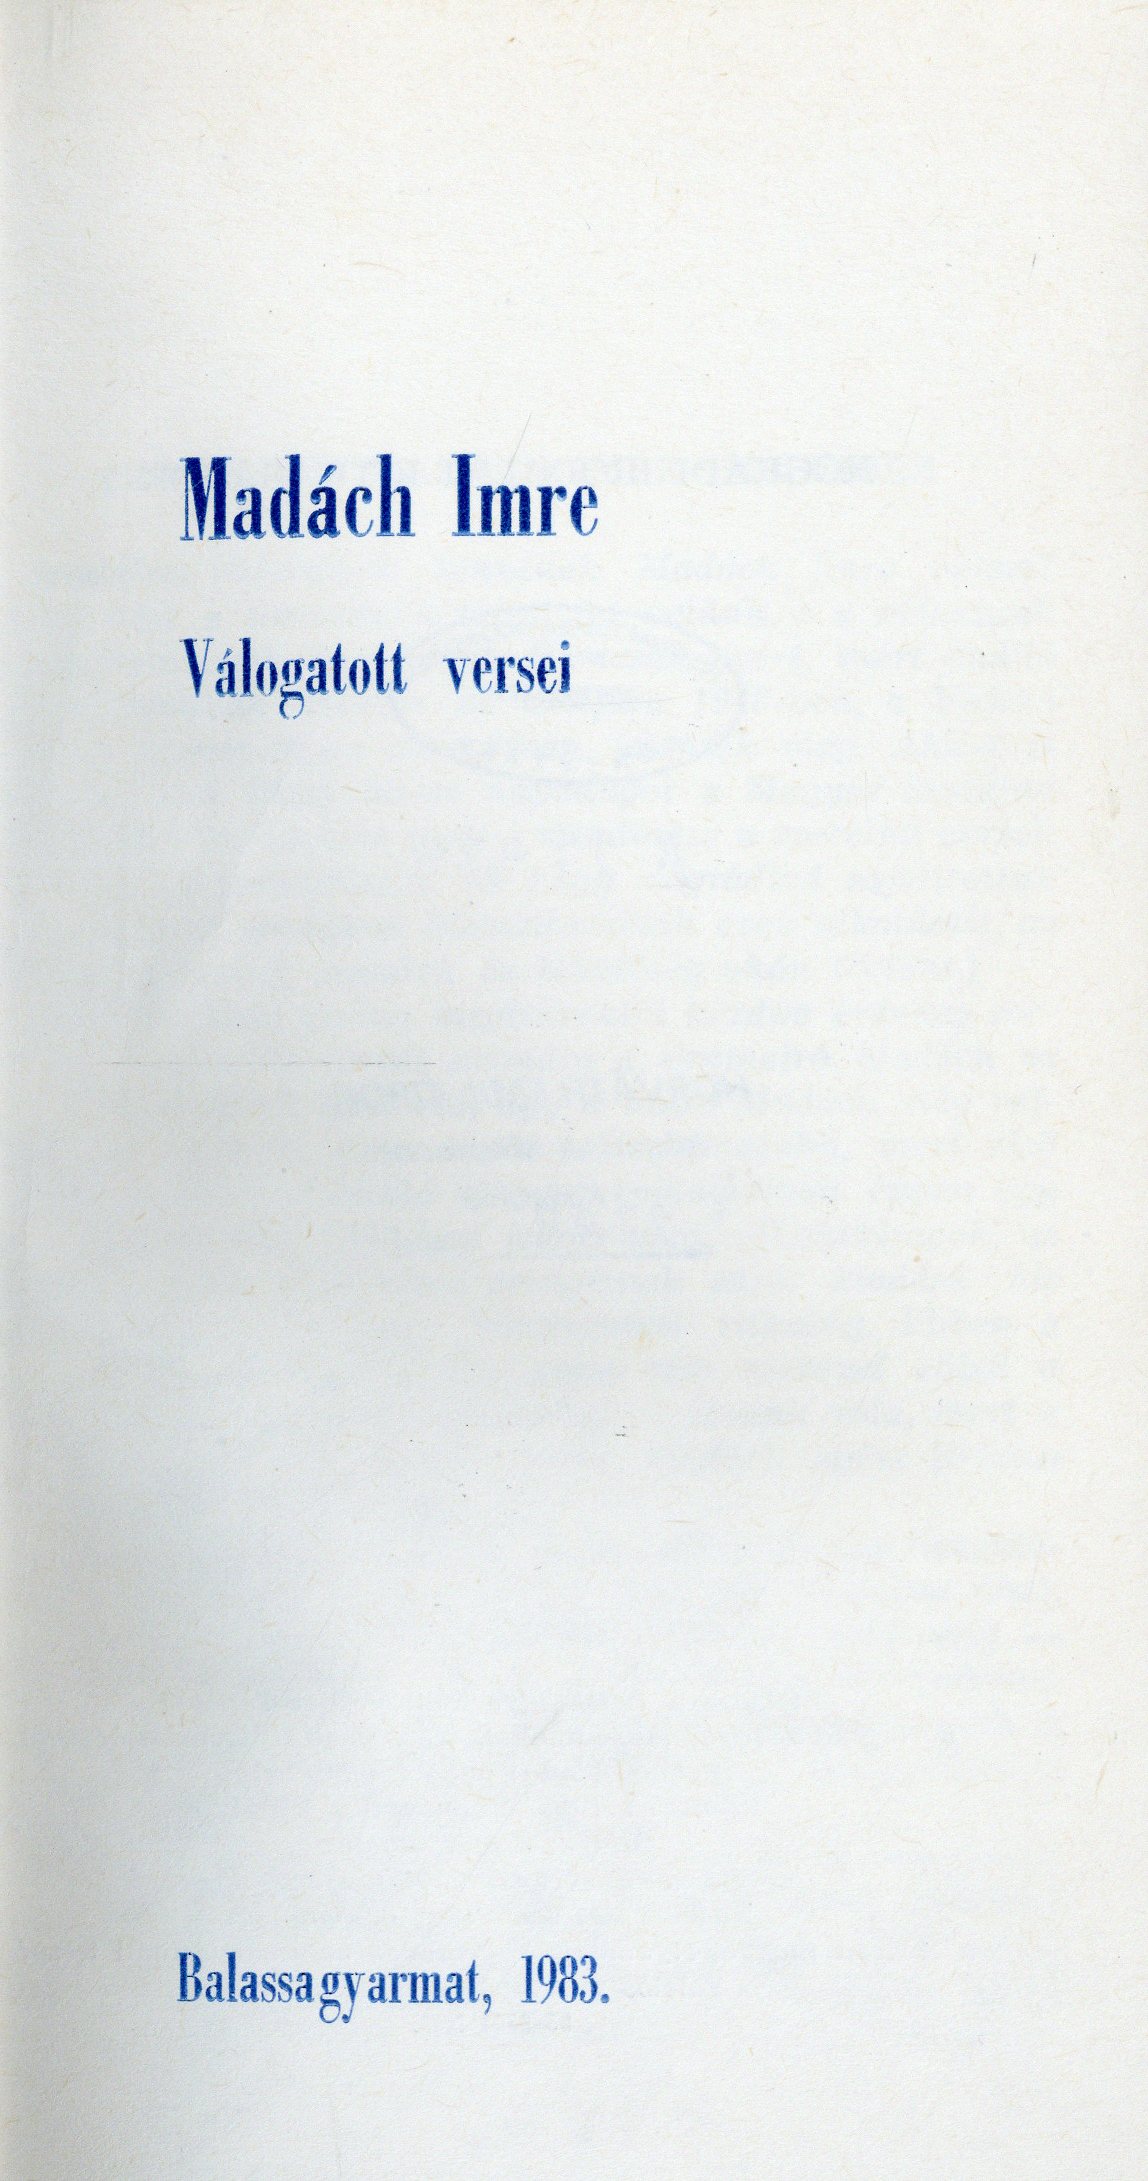 Madách Imre
Válogatott versei
Balassagyarmat, 1983.